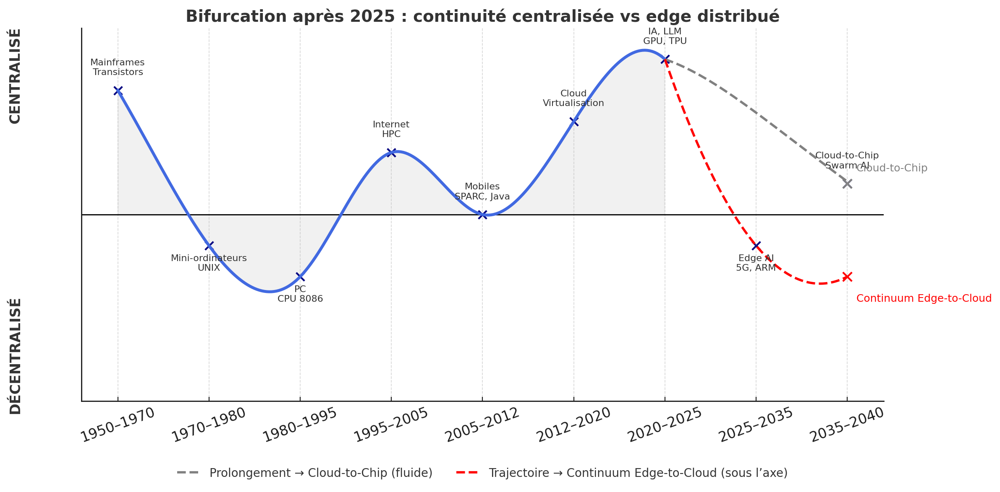 Bifurcation après 2025 : continuité centralisée vs edge distribué
CENTRALISÉ
DÉCENTRALISÉ
Mainframes
Transistors
Mini-ordinateurs
UNIX
PC
CPU 8086
Internet
HPC
Mobiles
SPARC, Java
Cloud
Virtualisation
IA, LLM
GPU, TPU
Edge AI
5G, ARM
Cloud-to-Chip
Swarm AI
Cloud-to-Chip
Continuum Edge-to-Cloud
1950–1970
1970–1980
1980–1995
1995–2005
2005–2012
2012–2020
2020–2025
2025–2035
2035–2040
Prolongement → Cloud-to-Chip (fluide)
Trajectoire → Continuum Edge-to-Cloud (sous l’axe)